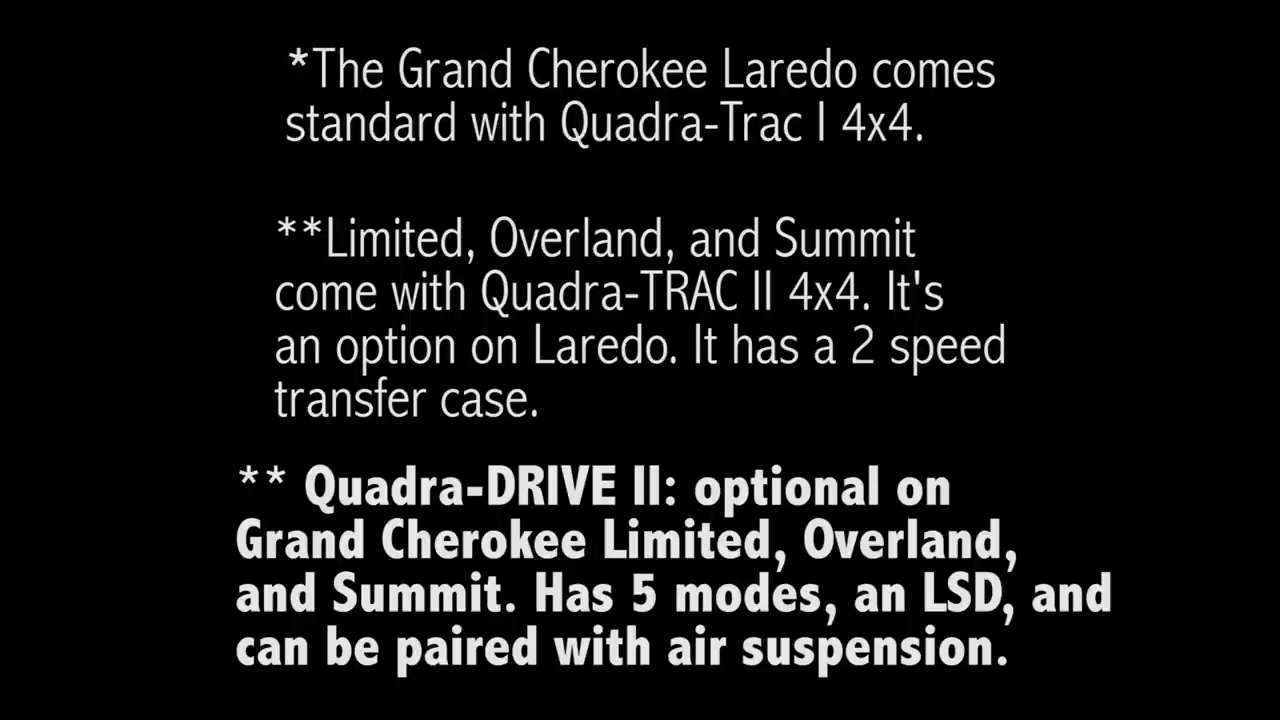 *The Grand Cherokee Laredo comes
standard with Quadra-Trac I 4x4.
**Limited, Overland, and Summit
come with Quadra-TRAC II 4x4. It's
an option on Laredo. It has a 2 speed
transfer case.
** Quadra-DRIVE II: optional on
Grand Cherokee Limited, Overland,
and Summit. Has 5 modes, an LSD, and
can be paired with air suspension.